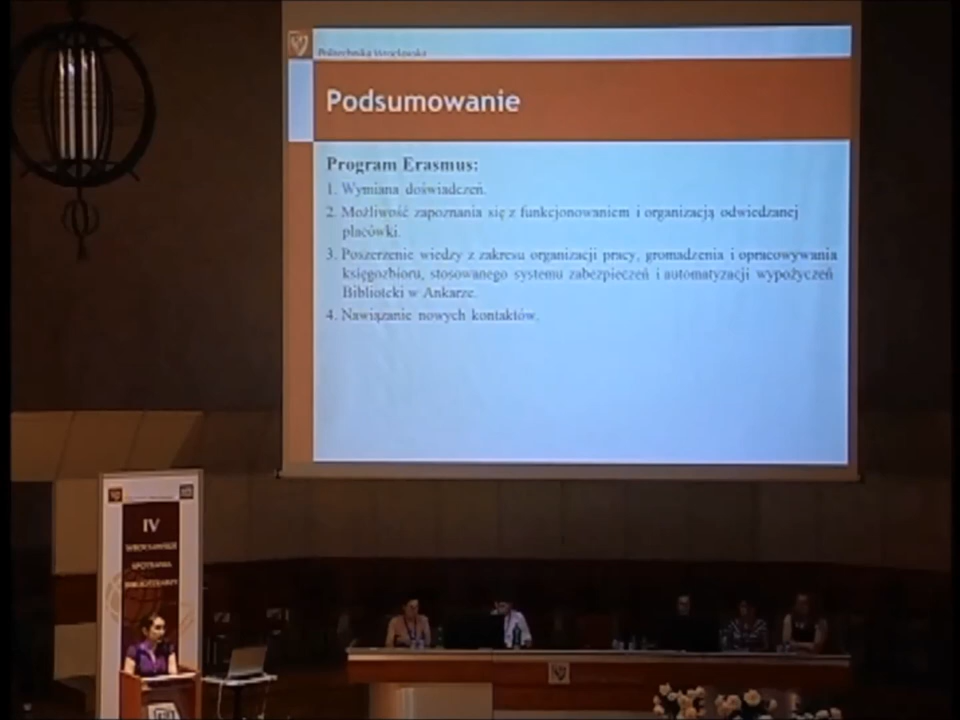 Politechnika Wrocławska
Podsumowanie
Program Erasmus:
1. Wymiana doświadczeń.
2. Możliwość zapoznania się z funkcjonowaniem i organizacją odwiedzanej
placówki.
3. Poszerzenie wiedzy z zakresu organizacji pracy, gromadzenia i opracowywania
księgozbioru, stosowanego systemu zabezpieczeń i automatyzacji wypożyczeń
Biblioteki w Ankarze.
4. Nawiązanie nowych kontaktów.
IV
WROCŁAWSKIE
SPOTKANIA
BIBLIOTEKARZY